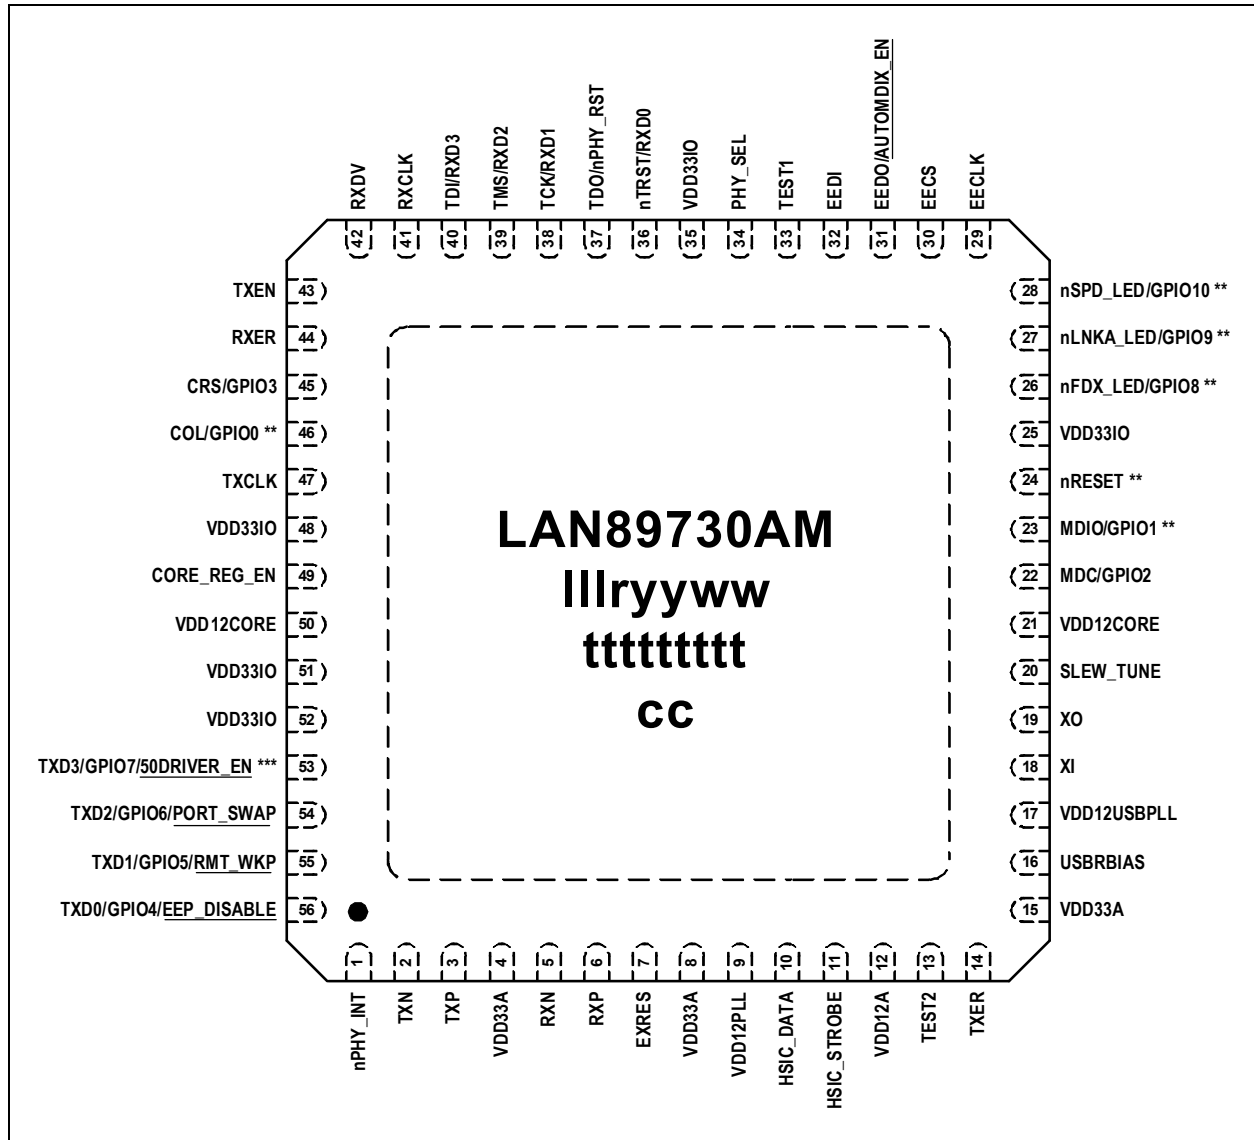 RXDV
RXCLK
TDI/RXD3
TMS/RXD2
TCK/RXD1
TDO/nPHY_RST
nTRST/RXD0
VDD33IO
PHY_SEL
TEST1
EEDI
EEDO/AUTOMDIX_EN
EECS
EECLK
42
41
40
39
38
37
36
35
34
33
32
31
30
29
TXEN 43
RXER 44
CRS/GPIO3 45
COL/GPIO0 ** 46
TXCLK 47
VDD33IO 48
CORE_REG_EN 49
VDD12CORE 50
VDD33IO 51
VDD33IO 52
TXD3/GPIO7/50DRIVER_EN *** 53
TXD2/GPIO6/PORT_SWAP 54
TXD1/GPIO5/RMT_WKP 55
TXD0/GPIO4/EEP_DISABLE 56
LAN89730AM
lllryyww
ttttttttt
cc
28 nSPD_LED/GPIO10 **
27 nLNKA_LED/GPIO9 **
26 nFDX_LED/GPIO8 **
25 VDD33IO
24 nRESET **
23 MDIO/GPIO1 **
22 MDC/GPIO2
21 VDD12CORE
20 SLEW_TUNE
19 XO
18 XI
17 VDD12USBPLL
16 USBRBIAS
15 VDD33A
1
2
3
4
5
6
7
8
9
10
11
12
13
14
nPHY_INT
TXN
TXP
VDD33A
RXN
RXP
EXRES
VDD33A
VDD12PLL
HSIC_DATA
HSIC_STROBE
VDD12A
TEST2
TXER